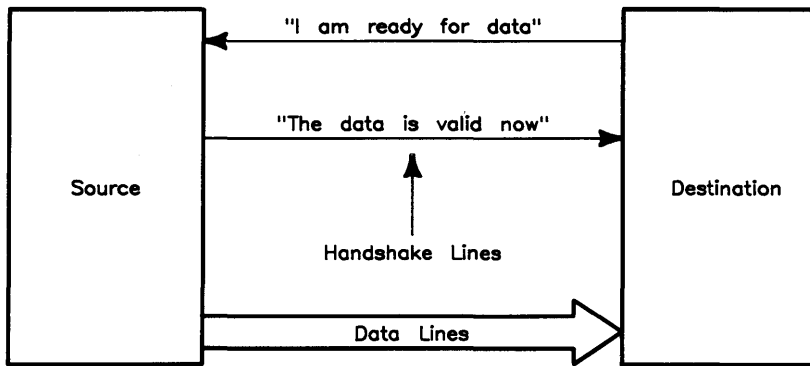 "I am ready for data"
"The data is valid now"
Source
Destination
Handshake Lines
Data Lines